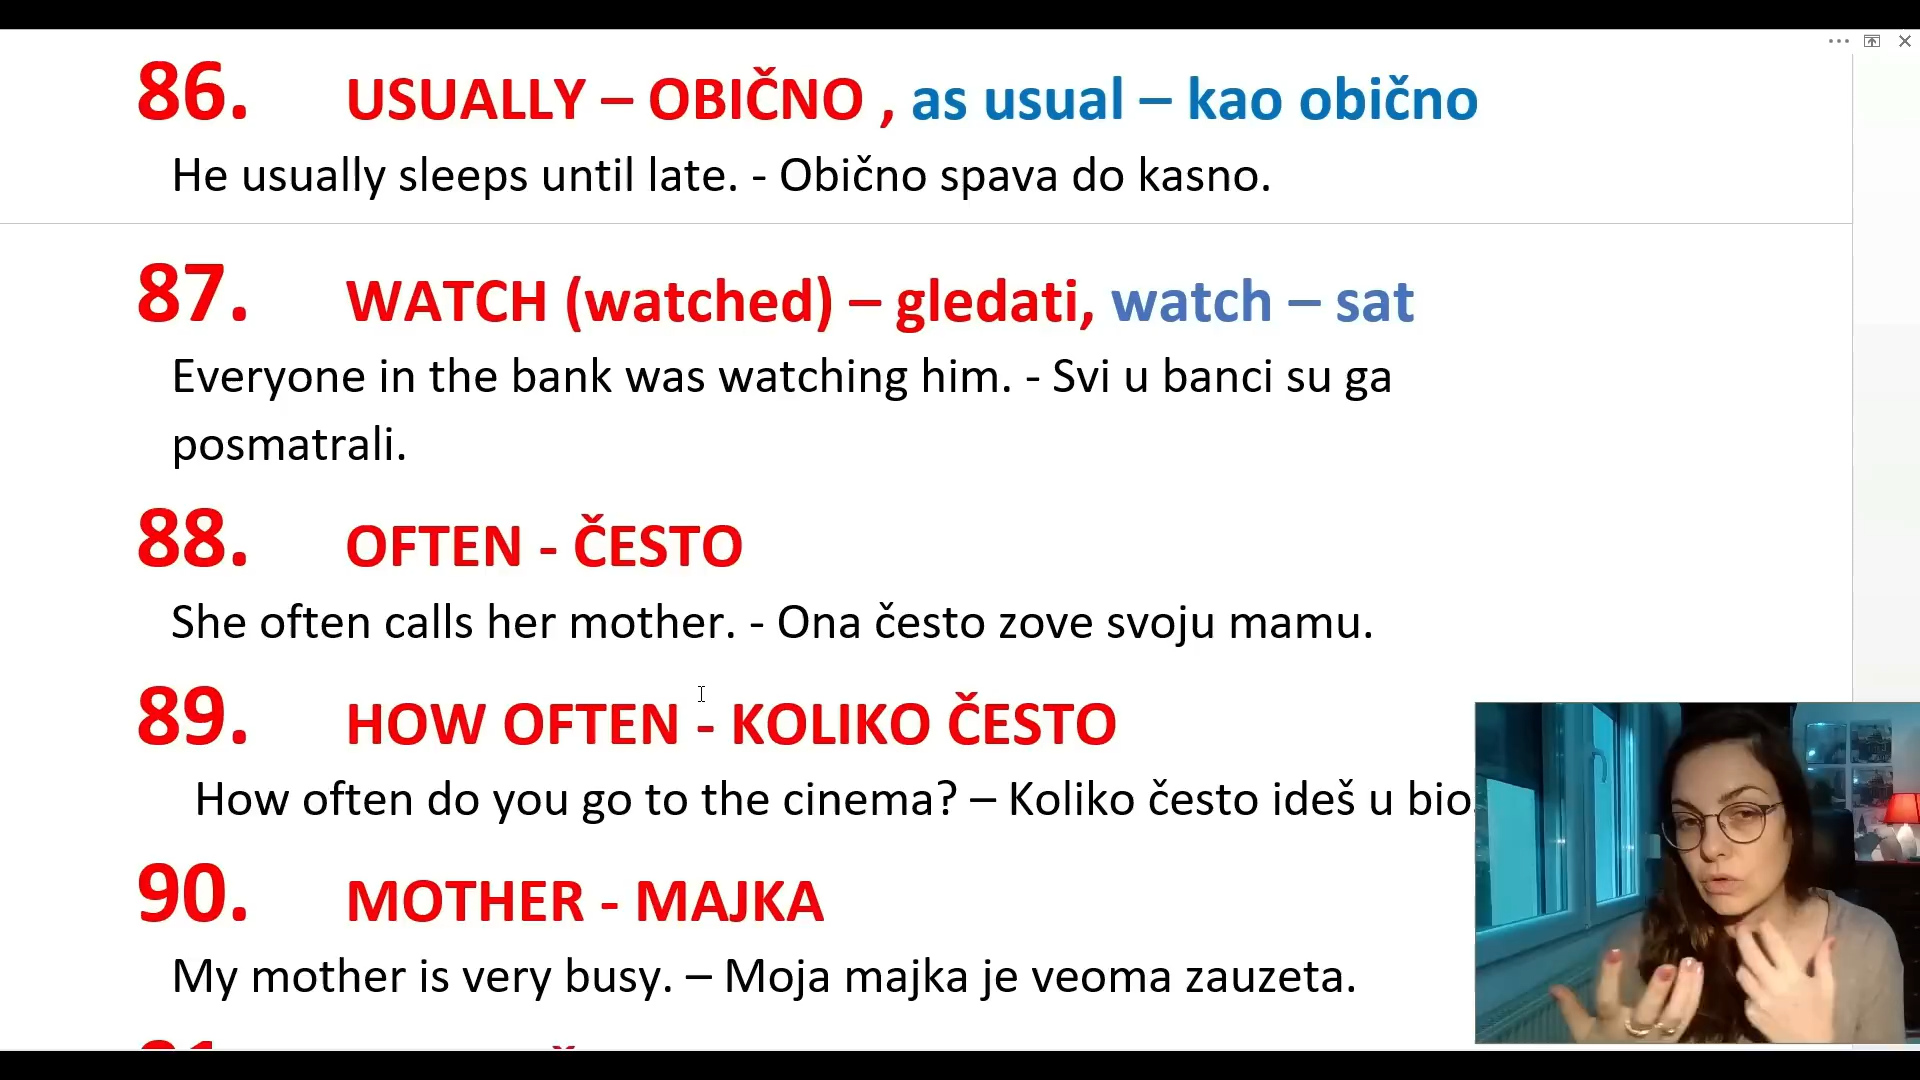 86. USUALLY – OBIČNO , as usual – kao obično
He usually sleeps until late. - Obično spava do kasno.
87. WATCH (watched) – gledati, watch – sat
Everyone in the bank was watching him. - Svi u banci su ga
posmatrali.
88. OFTEN - ČESTO
She often calls her mother. - Ona često zove svoju mamu.
89. HOW OFTEN - KOLIKO ČESTO
How often do you go to the cinema? – Koliko često ideš u
90. MOTHER - MAJKA
My mother is very busy. – Moja majka je veoma zauzeta.